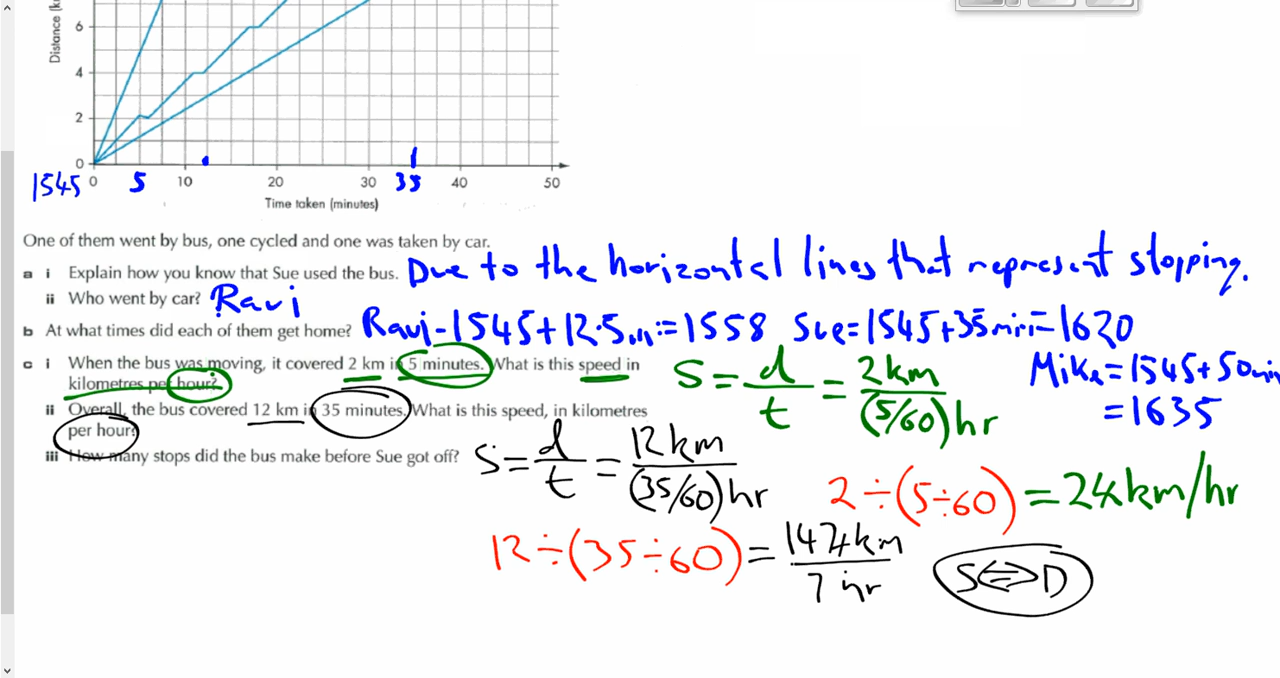 Distance (k
6
4
2
0
1545 0 5 10 20 30 35 40 50
Time taken (minutes)
One of them went by bus, one cycled and one was taken by car.
a i Explain how you know that Sue used the bus. Due to the horizontal lines that represent stopping.
ii Who went by car? Ravi
b At what times did each of them get home? Ravi-1545+12.5min=1558 Sue=1545+35min=1620
Mike=1545+50min
=1635
c i When the bus was moving, it covered 2 km in 5 minutes. What is this speed in
kilometres per hour?
S=d/t=2km/(5/60)hr
ii Overall, the bus covered 12 km in 35 minutes. What is this speed, in kilometres
per hour?
iii How many stops did the bus make before Sue got off?
S=d/t=12km/(35/60)hr
2÷(5÷60)=24km/hr
12÷(35÷60)=144km/7hr
S⇔D